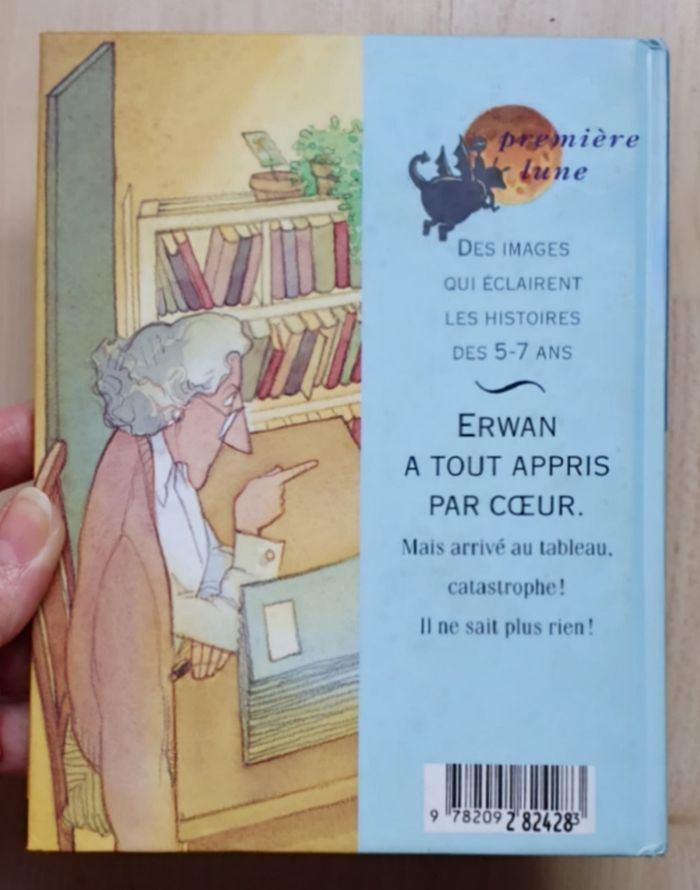 première
lune
DES IMAGES
QUI ÉCLAIRENT
LES HISTOIRES
DES 5-7 ANS
ERWAN
A TOUT APPRIS
PAR CŒUR.
Mais arrivé au tableau,
catastrophe !
Il ne sait plus rien !
9 782092 824283